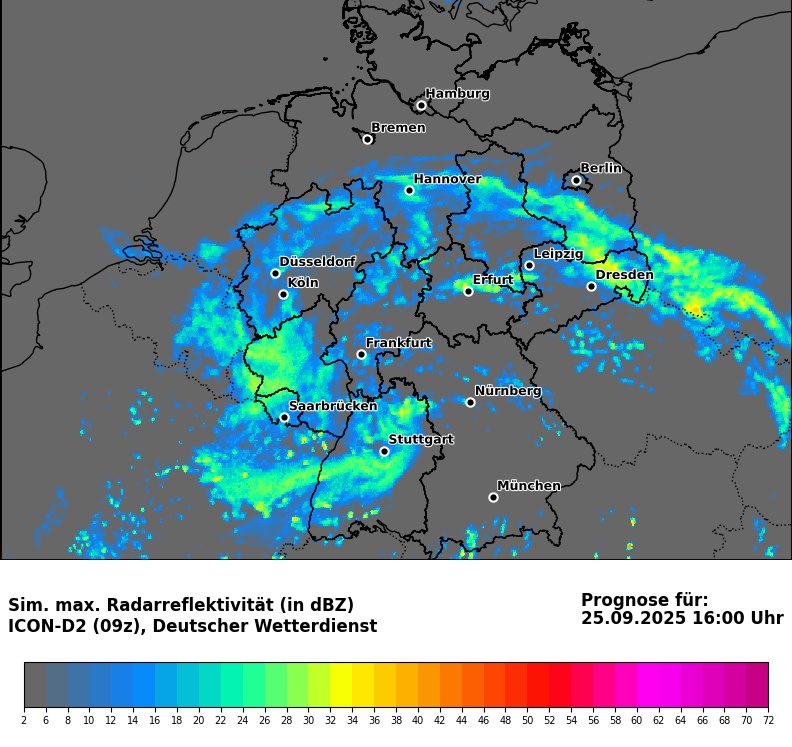 Hamburg
Bremen
Berlin
Hannover
Leipzig
Düsseldorf
Dresden
Köln
Erfurt
Frankfurt
Nürnberg
Saarbrücken
Stuttgart
München
Sim. max. Radarreflektivität (in dBZ)
ICON-D2 (09z), Deutscher Wetterdienst
Prognose für:
25.09.2025 16:00 Uhr
2 6 8 10 12 14 16 18 20 22 24 26 28 30 32 34 36 38 40 42 44 46 48 50 52 54 56 58 60 62 64 66 68 70 72